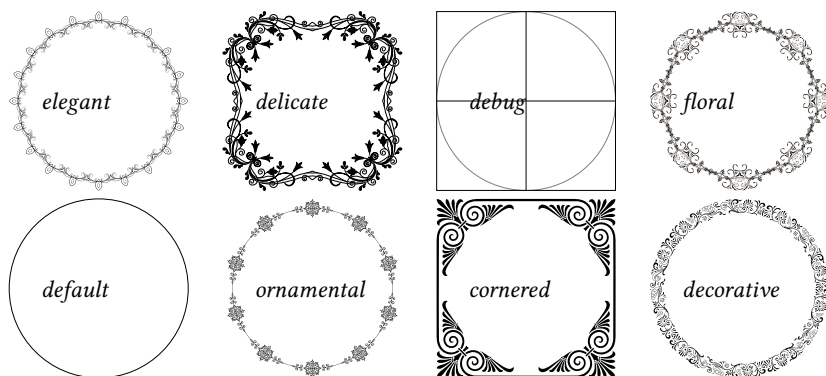 elegant
delicate
debug
floral
default
ornamental
cornered
decorative